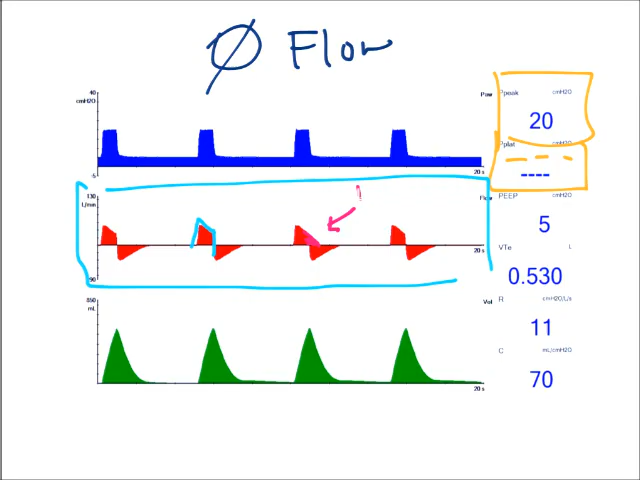 Ø Flow
40
cmH2O
Paw
-5
20 s
Ppeak
cmH2O
20
Pplat
cmH2O
-----
130
L/min
Flow
-90
20 s
PEEP
cmH2O
5
VTe
L
0.530
850
mL
Vol
20 s
R
cmH2O/L/s
11
C
mL/cmH2O
70